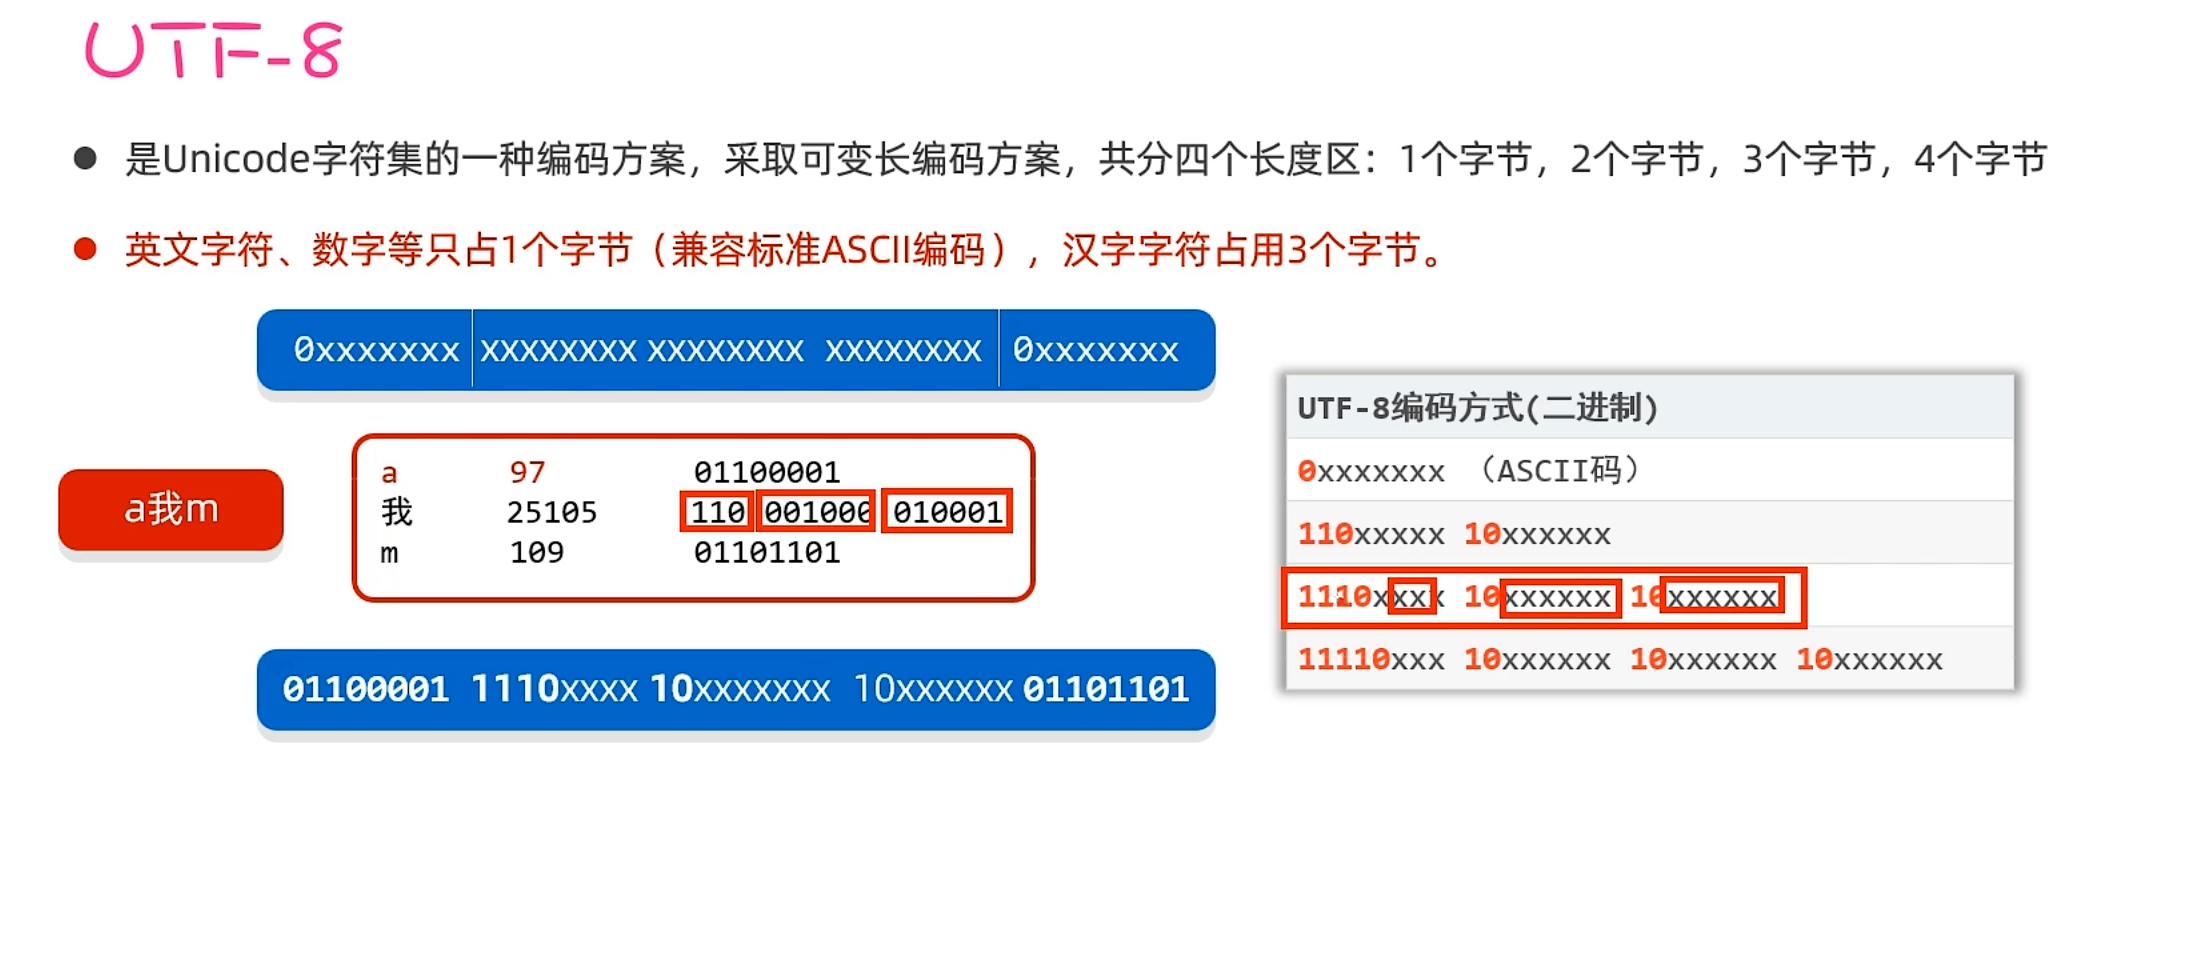 UTF-8
是Unicode字符集的一种编码方案，采取可变长编码方案，共分四个长度区：1个字节，2个字节，3个字节，4个字节
英文字符、数字等只占1个字节（兼容标准ASCII编码），汉字字符占用3个字节。
0xxxxxxx xxxxxxxx xxxxxxxx xxxxxxxx 0xxxxxxx
a我m
a 97 01100001
我 25105 110 001000 010001
m 109 01101101
01100001 1110xxxx 10xxxxxxx 10xxxxxx 01101101
UTF-8编码方式(二进制)
0xxxxxxx （ASCII码）
110xxxxx 10xxxxxx
1110xxxx 10xxxxxx 10xxxxxx
11110xxx 10xxxxxx 10xxxxxx 10xxxxxx